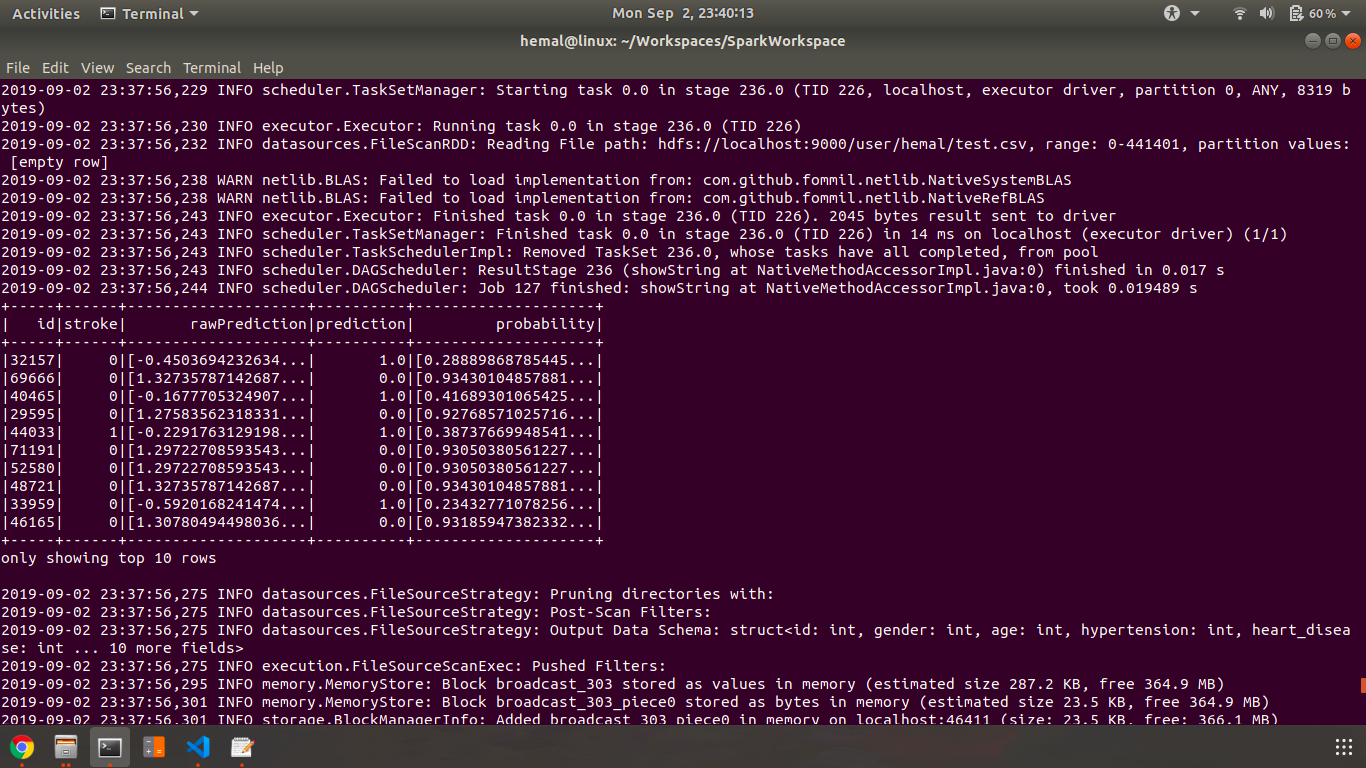 Activities Terminal Mon Sep 2, 23:40:13 60%
hemal@linux: ~/Workspaces/SparkWorkspace
File Edit View Search Terminal Help
2019-09-02 23:37:56,229 INFO scheduler.TaskSetManager: Starting task 0.0 in stage 236.0 (TID 226, localhost, executor driver, partition 0, ANY, 8319 b
ytes)
2019-09-02 23:37:56,230 INFO executor.Executor: Running task 0.0 in stage 236.0 (TID 226)
2019-09-02 23:37:56,232 INFO datasources.FileScanRDD: Reading File path: hdfs://localhost:9000/user/hemal/test.csv, range: 0-441401, partition values:
 [empty row]
2019-09-02 23:37:56,238 WARN netlib.BLAS: Failed to load implementation from: com.github.fommil.netlib.NativeSystemBLAS
2019-09-02 23:37:56,238 WARN netlib.BLAS: Failed to load implementation from: com.github.fommil.netlib.NativeRefBLAS
2019-09-02 23:37:56,243 INFO executor.Executor: Finished task 0.0 in stage 236.0 (TID 226). 2045 bytes result sent to driver
2019-09-02 23:37:56,243 INFO scheduler.TaskSetManager: Finished task 0.0 in stage 236.0 (TID 226) in 14 ms on localhost (executor driver) (1/1)
2019-09-02 23:37:56,243 INFO scheduler.TaskSchedulerImpl: Removed TaskSet 236.0, whose tasks have all completed, from pool
2019-09-02 23:37:56,243 INFO scheduler.DAGScheduler: ResultStage 236 (showString at NativeMethodAccessorImpl.java:0) finished in 0.017 s
2019-09-02 23:37:56,244 INFO scheduler.DAGScheduler: Job 127 finished: showString at NativeMethodAccessorImpl.java:0, took 0.019489 s
+-----+------+--------------------+----------+--------------------+
|   id|stroke|       rawPrediction|prediction|         probability|
+-----+------+--------------------+----------+--------------------+
|32157|     0|[-0.4503694232634...|       1.0|[0.28889868785445...|
|69666|     0|[1.32735787142687...|       0.0|[0.93430104857881...|
|40465|     0|[-0.1677705324907...|       1.0|[0.41689301065425...|
|29595|     0|[1.27583562318331...|       0.0|[0.92768571025716...|
|44033|     1|[-0.2291763129198...|       1.0|[0.38737669948541...|
|71191|     0|[1.29722708593543...|       0.0|[0.93050380561227...|
|52580|     0|[1.29722708593543...|       0.0|[0.93050380561227...|
|48721|     0|[1.32735787142687...|       0.0|[0.93430104857881...|
|33959|     0|[-0.5920168241474...|       1.0|[0.23432771078256...|
|46165|     0|[1.30780494498036...|       0.0|[0.93185947382332...|
+-----+------+--------------------+----------+--------------------+
only showing top 10 rows
2019-09-02 23:37:56,275 INFO datasources.FileSourceStrategy: Pruning directories with:
2019-09-02 23:37:56,275 INFO datasources.FileSourceStrategy: Post-Scan Filters:
2019-09-02 23:37:56,275 INFO datasources.FileSourceStrategy: Output Data Schema: struct<id: int, gender: int, age: int, hypertension: int, heart_disea
se: int ... 10 more fields>
2019-09-02 23:37:56,275 INFO execution.FileSourceScanExec: Pushed Filters:
2019-09-02 23:37:56,295 INFO memory.MemoryStore: Block broadcast_303 stored as values in memory (estimated size 287.2 KB, free 364.9 MB)
2019-09-02 23:37:56,301 INFO memory.MemoryStore: Block broadcast_303_piece0 stored as bytes in memory (estimated size 23.5 KB, free 364.9 MB)
2019-09-02 23:37:56,301 INFO storage.BlockManagerInfo: Added broadcast_303_piece0 in memory on localhost:46411 (size: 23.5 KB, free: 366.1 MB)